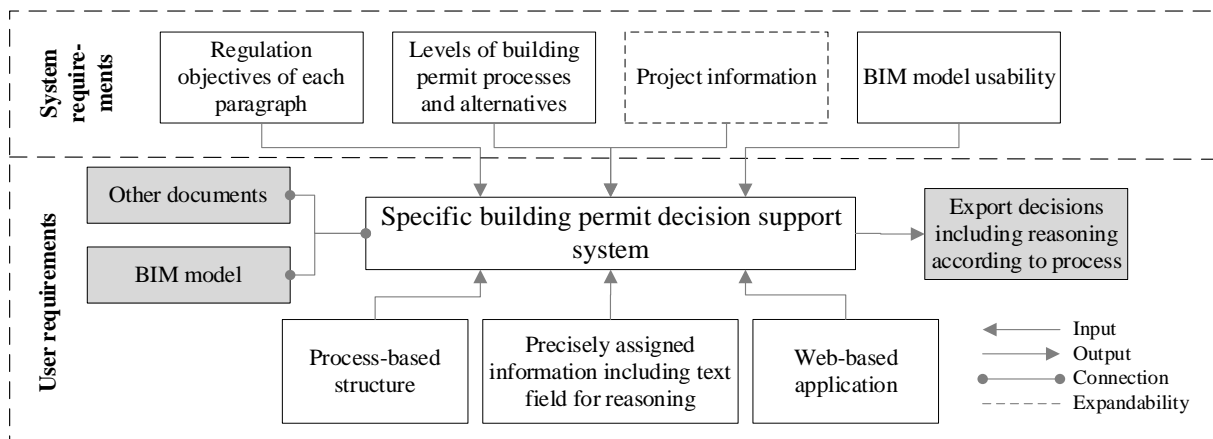 System
require-
ments
Regulation
objectives of each
paragraph
Levels of building
permit processes
and alternatives
Project information
BIM model usability
User requirements
Other documents
BIM model
Specific building permit decision support
system
Export decisions
including reasoning
according to process
Process-based
structure
Precisely assigned
information including text
field for reasoning
Web-based
application
Input
Output
Connection
Expandability